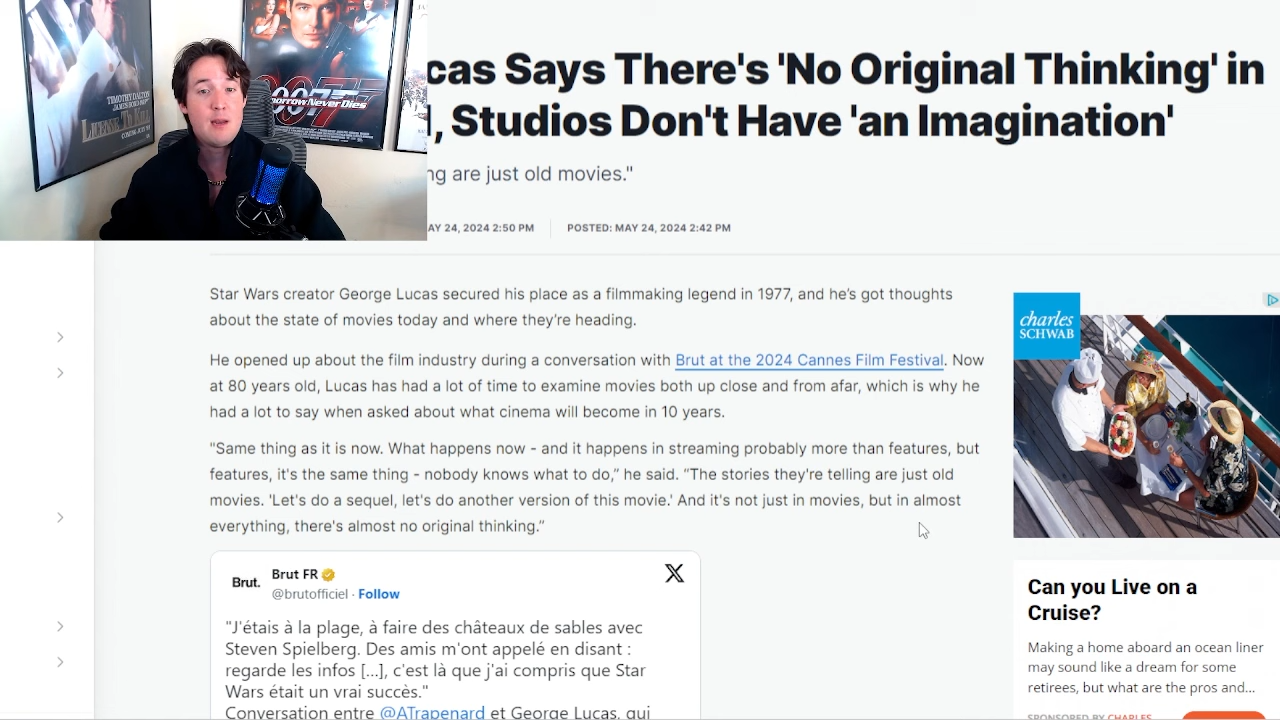 TIMOTHY DALTON
LICENSE TO KILL
007
Tomorrow Never Dies
cas Says There's 'No Original Thinking' in
, Studios Don't Have 'an Imagination'
ng are just old movies."
AY 24, 2024 2:50 PM
POSTED: MAY 24, 2024 2:42 PM
Star Wars creator George Lucas secured his place as a filmmaking legend in 1977, and he's got thoughts
about the state of movies today and where they're heading.
He opened up about the film industry during a conversation with Brut at the 2024 Cannes Film Festival. Now
at 80 years old, Lucas has had a lot of time to examine movies both up close and from afar, which is why he
had a lot to say when asked about what cinema will become in 10 years.
"Same thing as it is now. What happens now - and it happens in streaming probably more than features, but
features, it's the same thing - nobody knows what to do," he said. "The stories they're telling are just old
movies. 'Let's do a sequel, let's do another version of this movie.' And it's not just in movies, but in almost
everything, there's almost no original thinking."
Brut.
Brut FR
@brutofficiel · Follow
"J'étais à la plage, à faire des châteaux de sables avec
Steven Spielberg. Des amis m'ont appelé en disant :
regarde les infos [...], c'est là que j'ai compris que Star
Wars était un vrai succès."
Conversation entre @ATrapenard et George Lucas, qui
charles
SCHWAB
Can you Live on a
Cruise?
Making a home aboard an ocean liner
may sound like a dream for some
retirees, but what are the pros and...
SPONSORED BY CHARLES